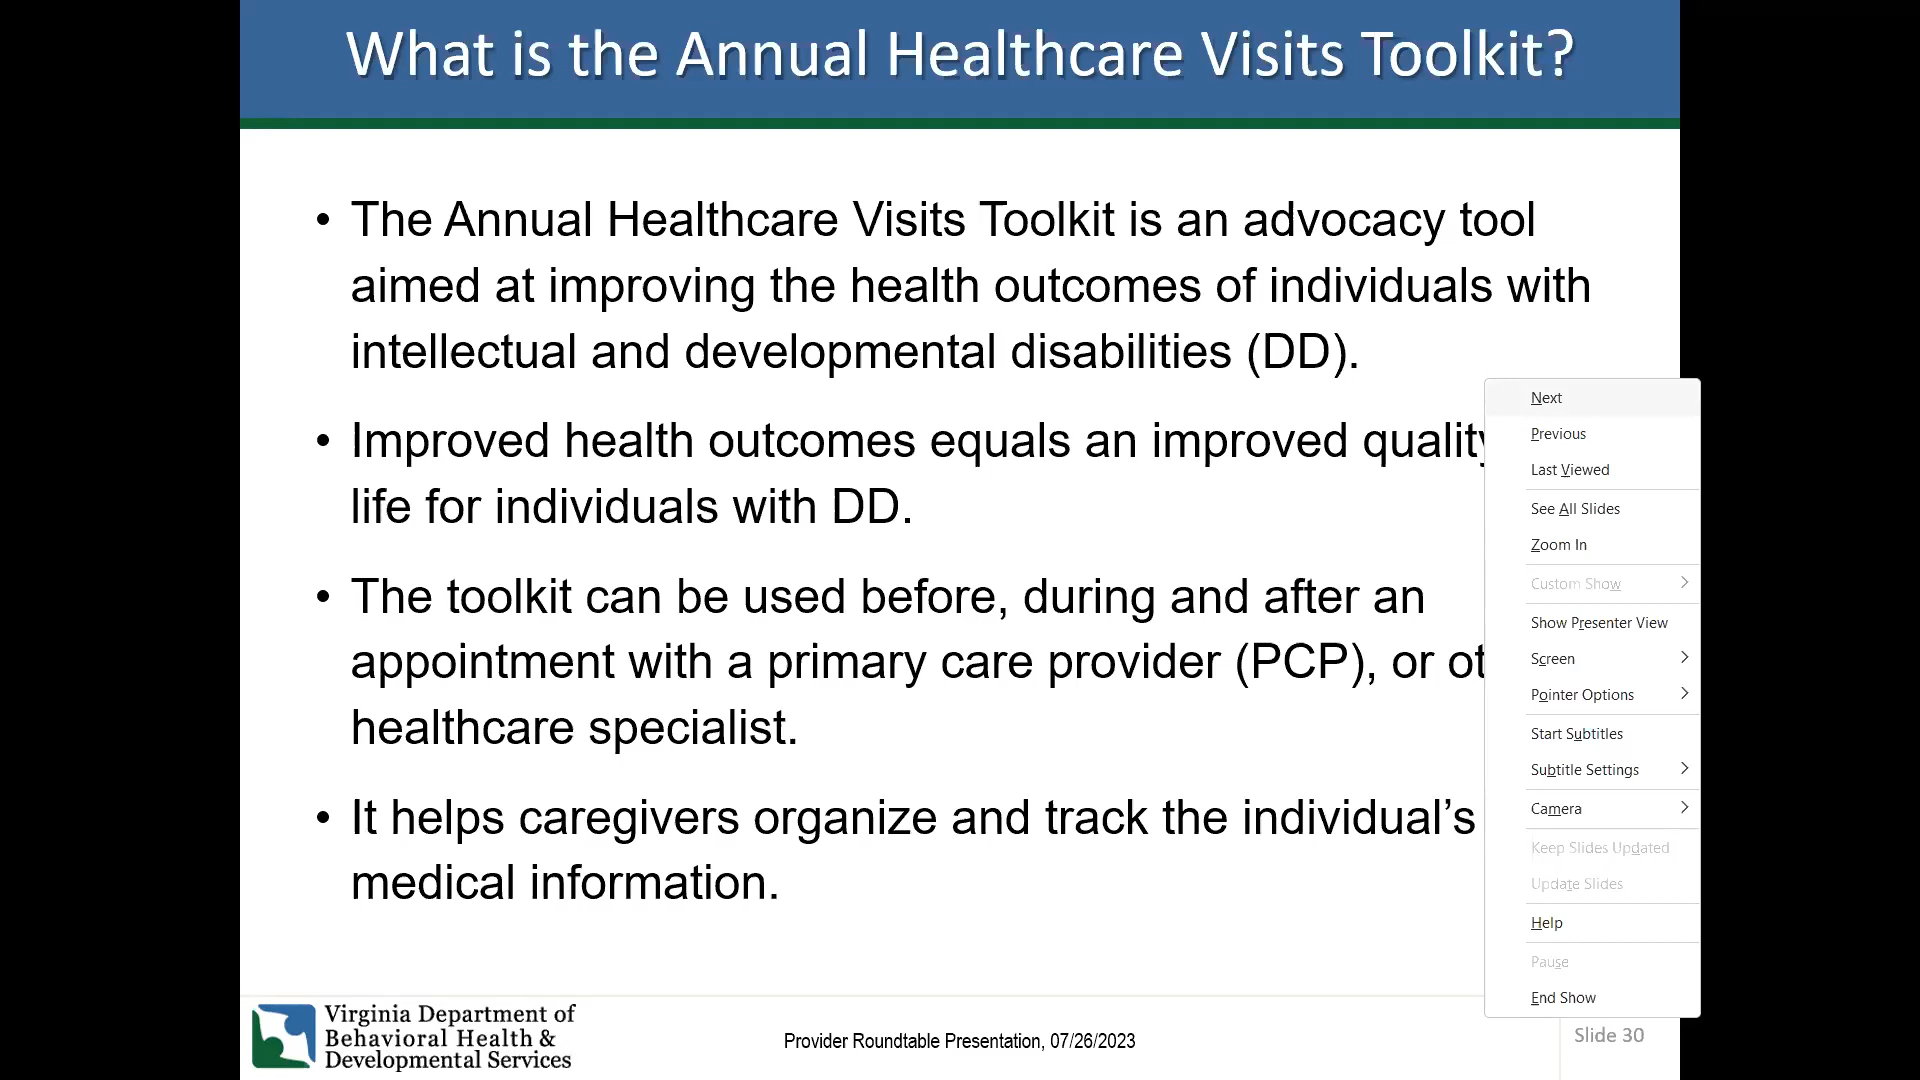 What is the Annual Healthcare Visits Toolkit?
• The Annual Healthcare Visits Toolkit is an advocacy tool
aimed at improving the health outcomes of individuals with
intellectual and developmental disabilities (DD).
• Improved health outcomes equals an improved quality
life for individuals with DD.
• The toolkit can be used before, during and after an
appointment with a primary care provider (PCP), or
healthcare specialist.
• It helps caregivers organize and track the individual’s
medical information.
Next
Previous
Last Viewed
See All Slides
Zoom In
Custom Show
Show Presenter View
Screen
Pointer Options
Start Subtitles
Subtitle Settings
Camera
Keep Slides Updated
Update Slides
Help
Pause
End Show
Virginia Department of
Behavioral Health &
Developmental Services
Provider Roundtable Presentation, 07/26/2023
Slide 30